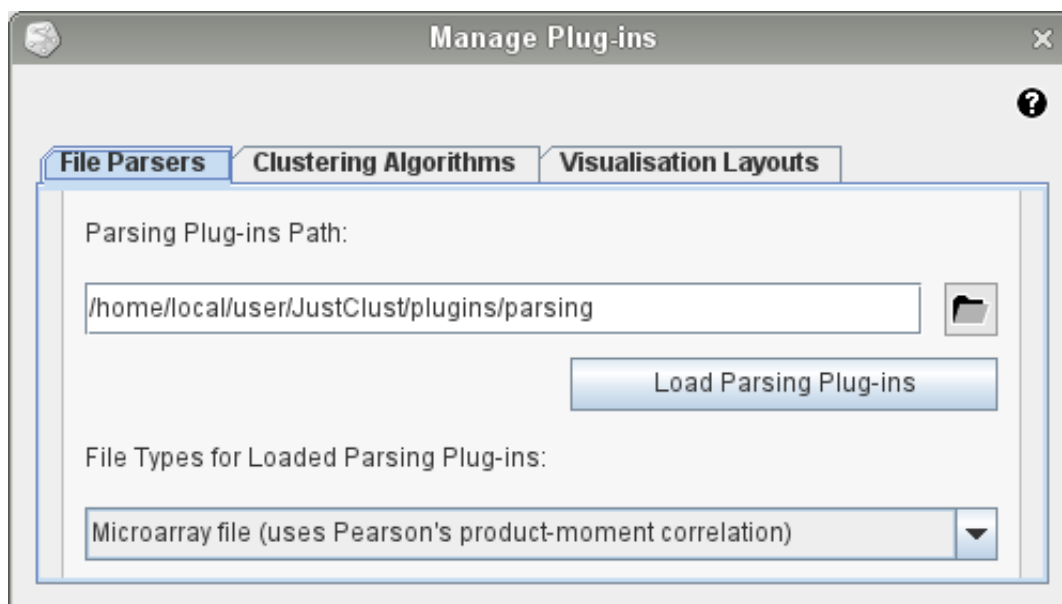 Manage Plug-ins
File Parsers Clustering Algorithms Visualisation Layouts
Parsing Plug-ins Path:
/home/local/user/JustClust/plugins/parsing
Load Parsing Plug-ins
File Types for Loaded Parsing Plug-ins:
Microarray file (uses Pearson's product-moment correlation)